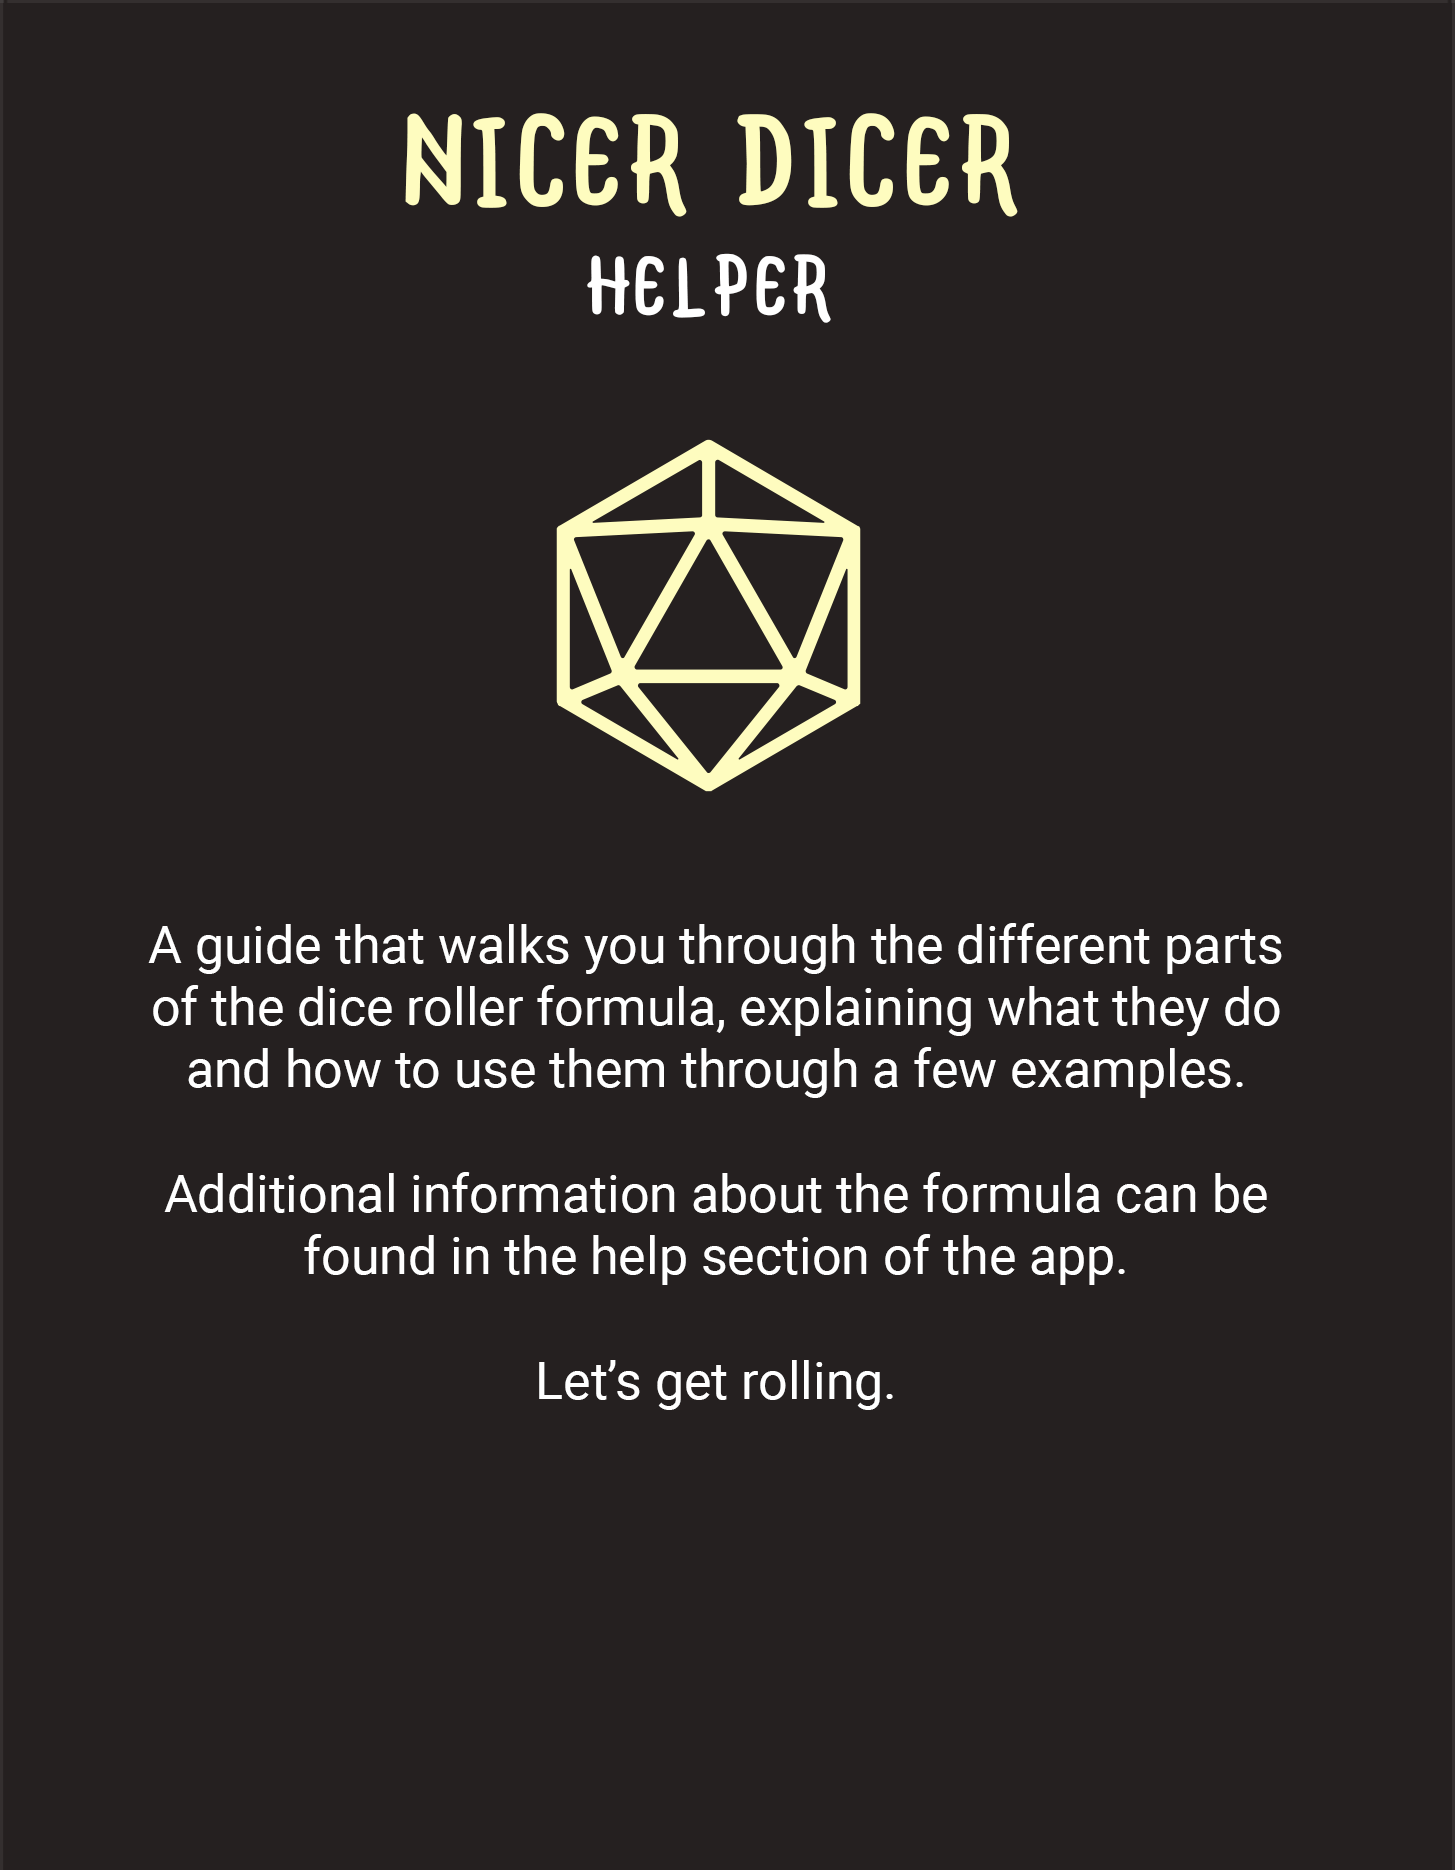 NICER DICER
HELPER
A guide that walks you through the different parts
of the dice roller formula, explaining what they do
and how to use them through a few examples.
Additional information about the formula can be
found in the help section of the app.
Let’s get rolling.